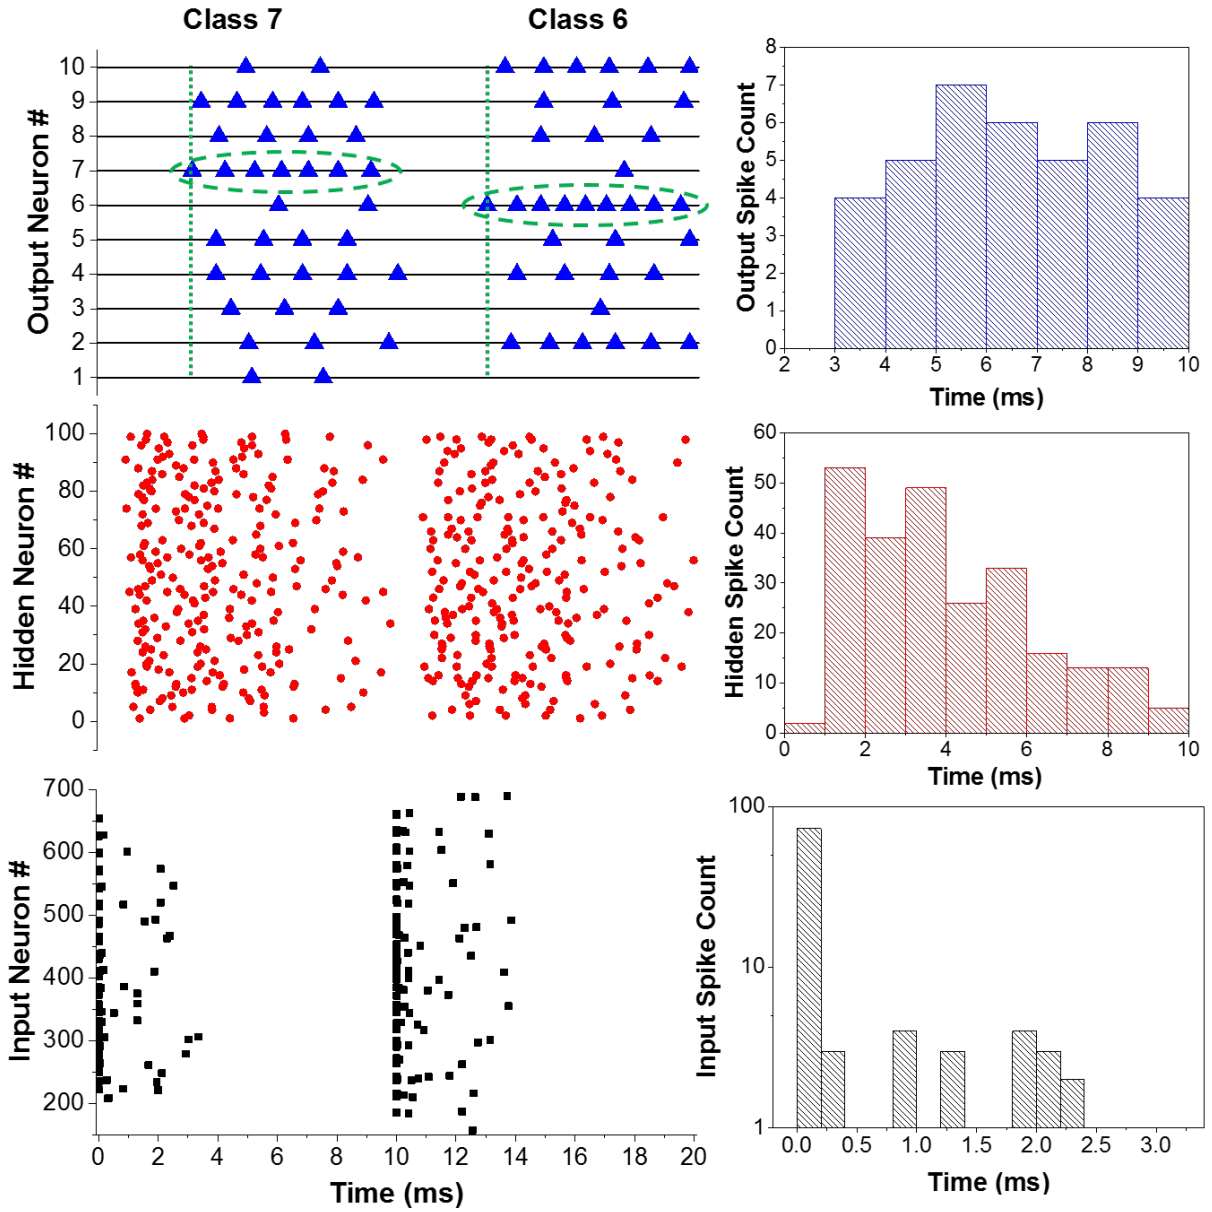 Class 7
Class 6
Output Neuron #
10
9
8
7
6
5
4
3
2
1
Output Spike Count
8
7
6
5
4
3
2
1
0
2 3 4 5 6 7 8 9 10
Time (ms)
Hidden Neuron #
100
80
60
40
20
0
Hidden Spike Count
60
50
40
30
20
10
0
0 2 4 6 8 10
Time (ms)
Input Neuron #
700
600
500
400
300
200
0 2 4 6 8 10 12 14 16 18 20
Time (ms)
Input Spike Count
100
10
1
0.0 0.5 1.0 1.5 2.0 2.5 3.0
Time (ms)